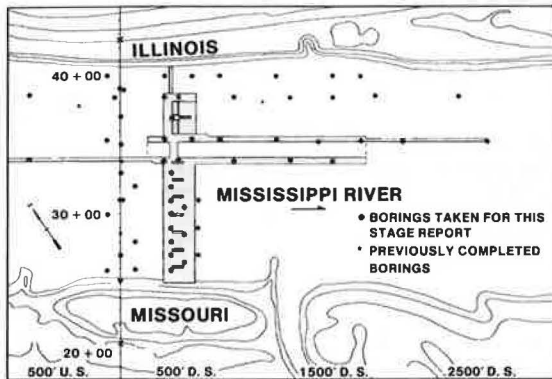 ILLINOIS
40 + 00
MISSISSIPPI RIVER
30 + 00
● BORINGS TAKEN FOR THIS
STAGE REPORT
* PREVIOUSLY COMPLETED
BORINGS
MISSOURI
20 + 00
500' U. S.
500' D. S.
1500' D. S.
2500' D. S.